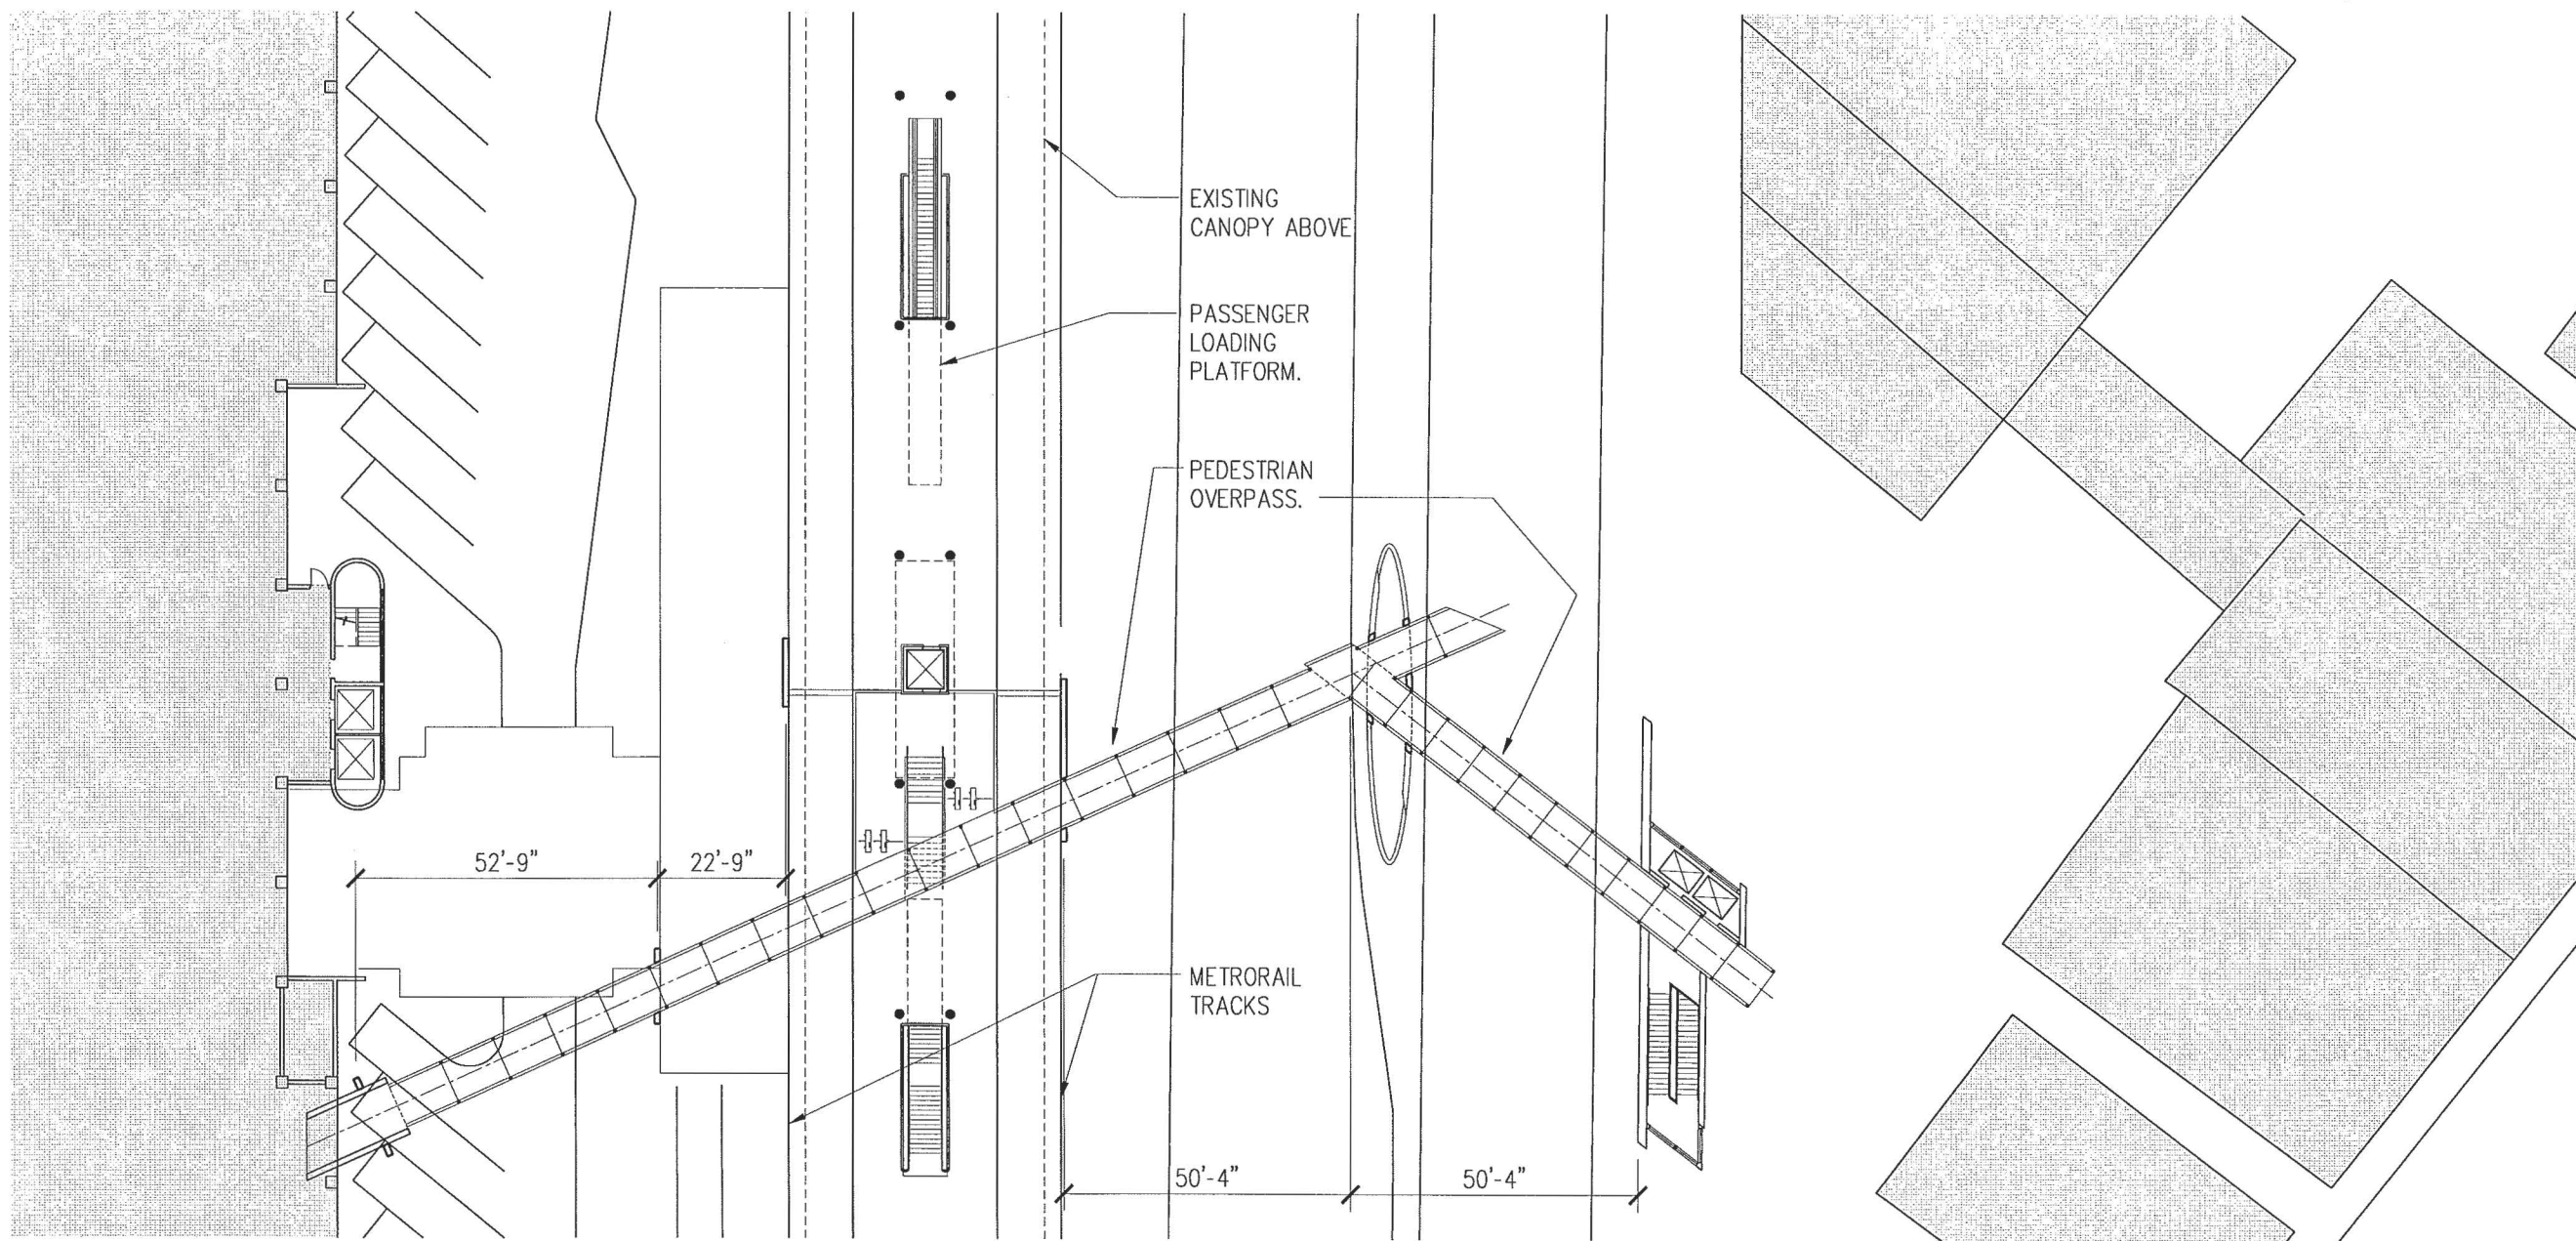 EXISTING
CANOPY ABOVE
PASSENGER
LOADING
PLATFORM.
PEDESTRIAN
OVERPASS.
52'-9"
22'-9"
METRORAIL
TRACKS
50'-4"
50'-4"